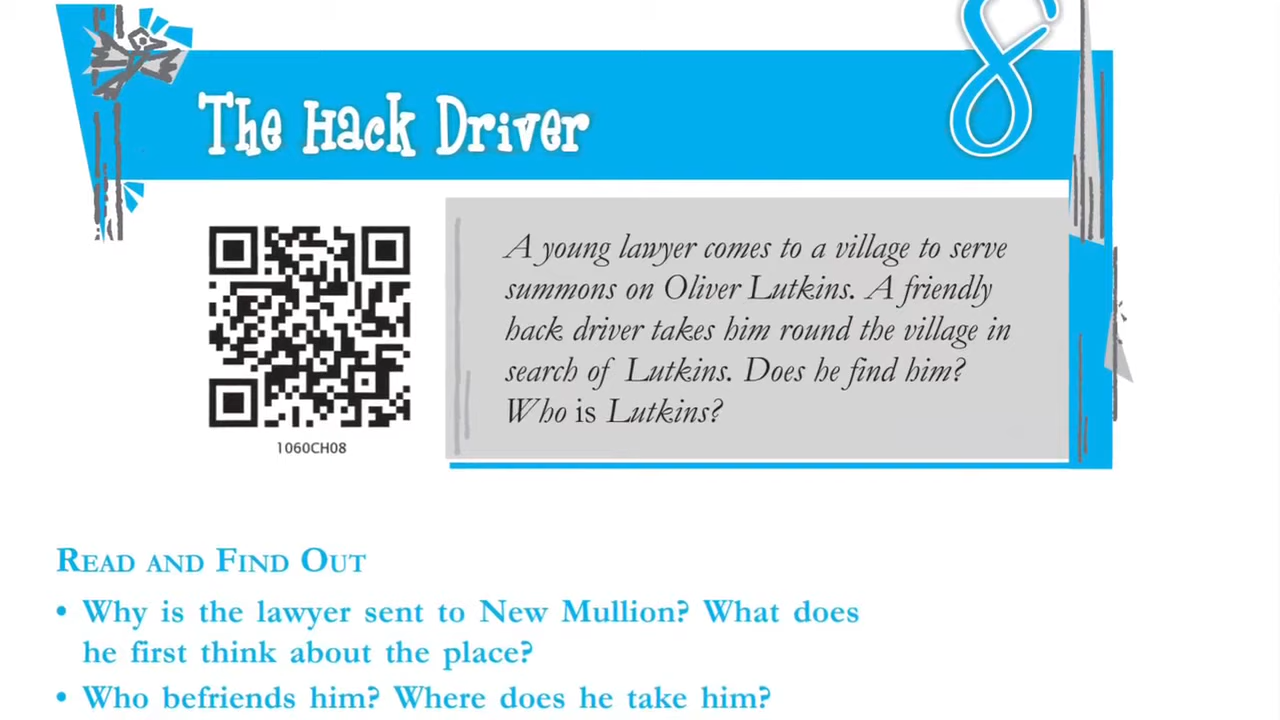 8
The Hack Driver
A young lawyer comes to a village to serve
summons on Oliver Lutkins. A friendly
hack driver takes him round the village in
search of Lutkins. Does he find him?
Who is Lutkins?
1060CH08
READ AND FIND OUT
• Why is the lawyer sent to New Mullion? What does
he first think about the place?
• Who befriends him? Where does he take him?